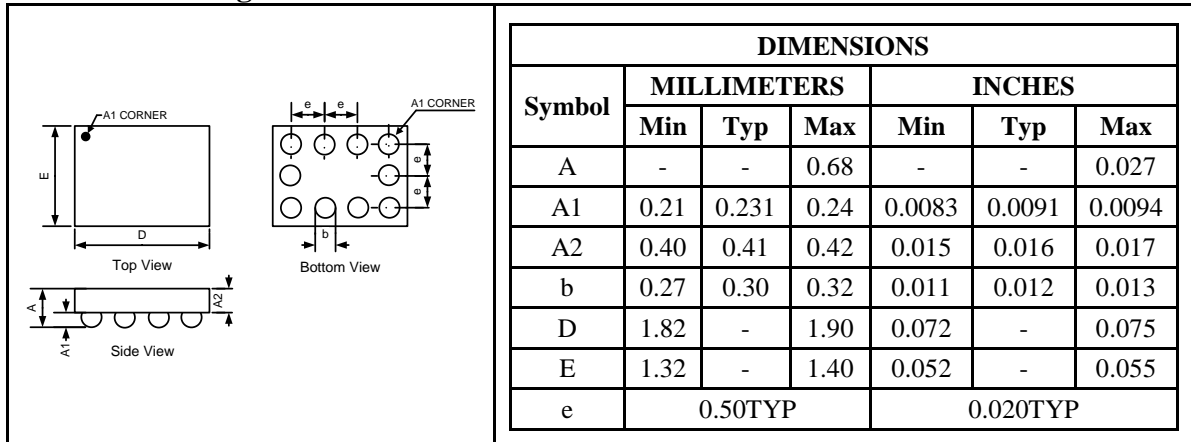 A1 CORNER
E
D
Top View
e e A1 CORNER
e
e
b
Bottom View
A
A2
A1
Side View
DIMENSIONS
Symbol MILLIMETERS INCHES
Min Typ Max Min Typ Max
A - - 0.68 - - 0.027
A1 0.21 0.231 0.24 0.0083 0.0091 0.0094
A2 0.40 0.41 0.42 0.015 0.016 0.017
b 0.27 0.30 0.32 0.011 0.012 0.013
D 1.82 - 1.90 0.072 - 0.075
E 1.32 - 1.40 0.052 - 0.055
e 0.50TYP 0.020TYP